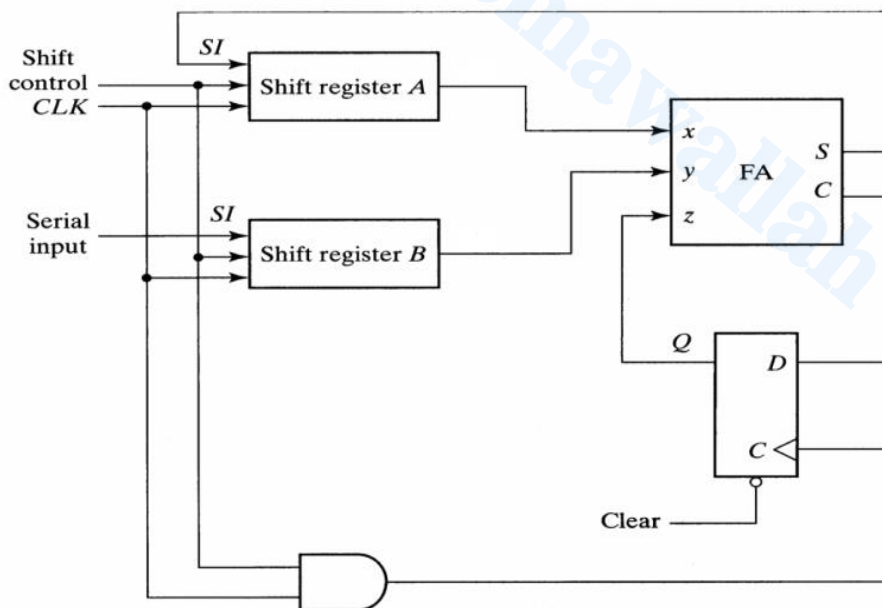 SI
Shift
control
CLK
Shift register A
x
y
z
FA
S
C
Serial
input
SI
Shift register B
Q
D
C
Clear